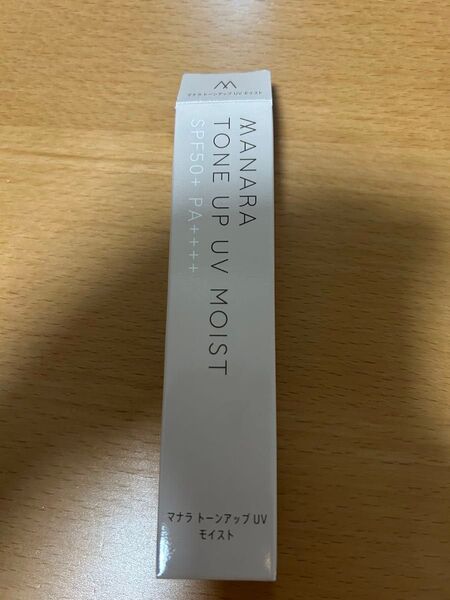 マナラ トーンアップ UV モイスト
MANARA
TONE UP UV MOIST
SPF50+ PA++++
マナラ トーンアップ UV
モイスト